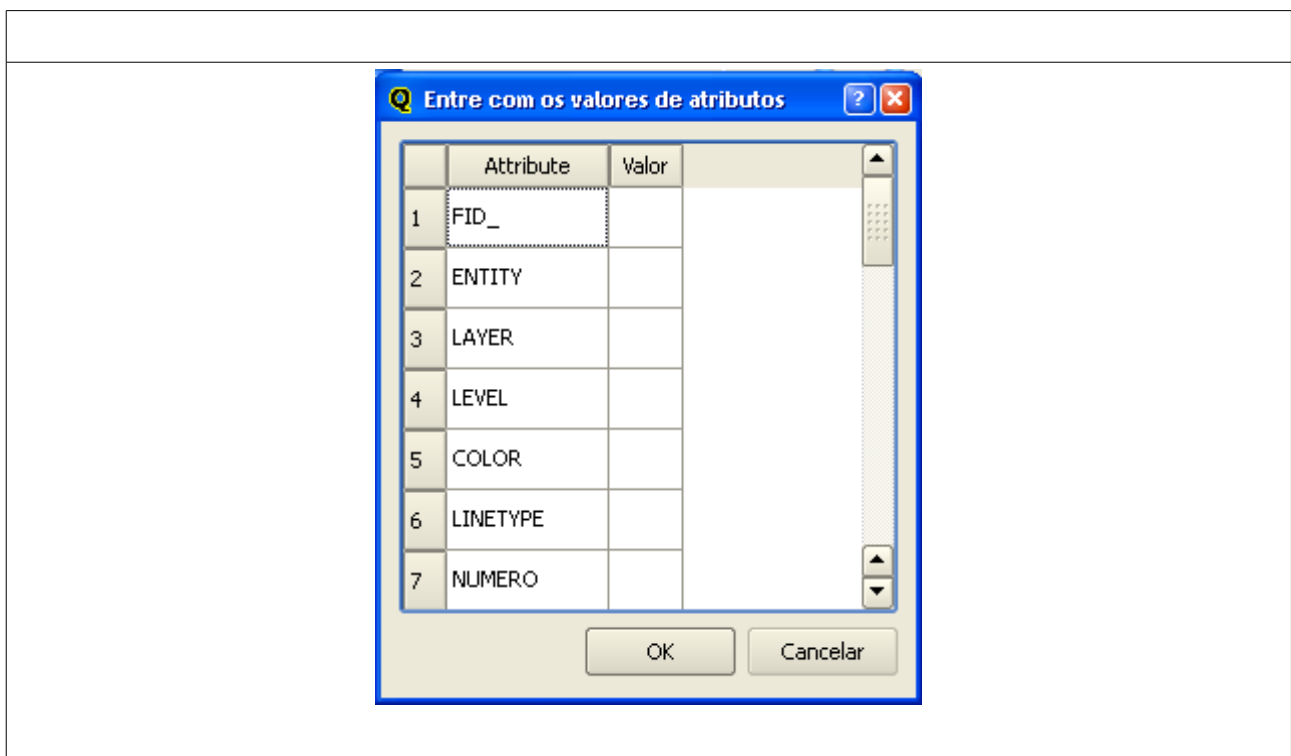 Entre com os valores de atributos
Attribute Valor
1 FID_
2 ENTITY
3 LAYER
4 LEVEL
5 COLOR
6 LINETYPE
7 NUMERO
OK Cancelar